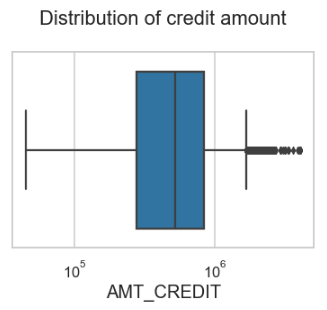 Distribution of credit amount
10⁵ 10⁶
AMT_CREDIT